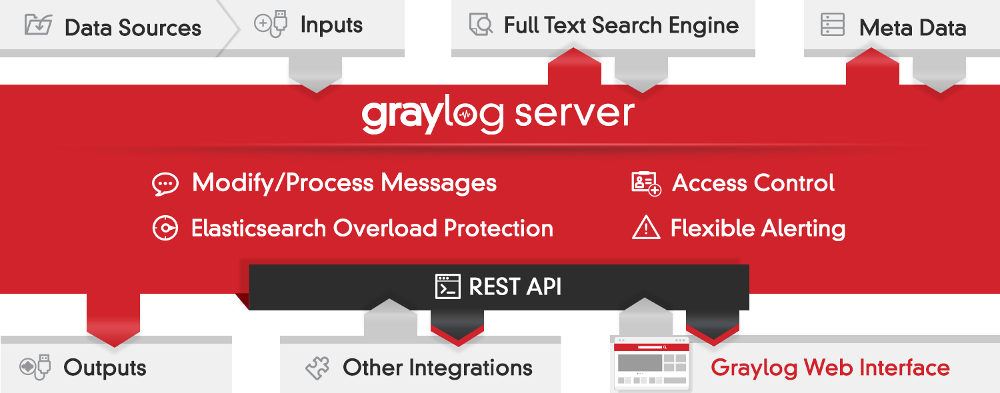 Data Sources
Inputs
Full Text Search Engine
Meta Data
graylog server
Modify/Process Messages
Access Control
Elasticsearch Overload Protection
Flexible Alerting
REST API
Outputs
Other Integrations
Graylog Web Interface